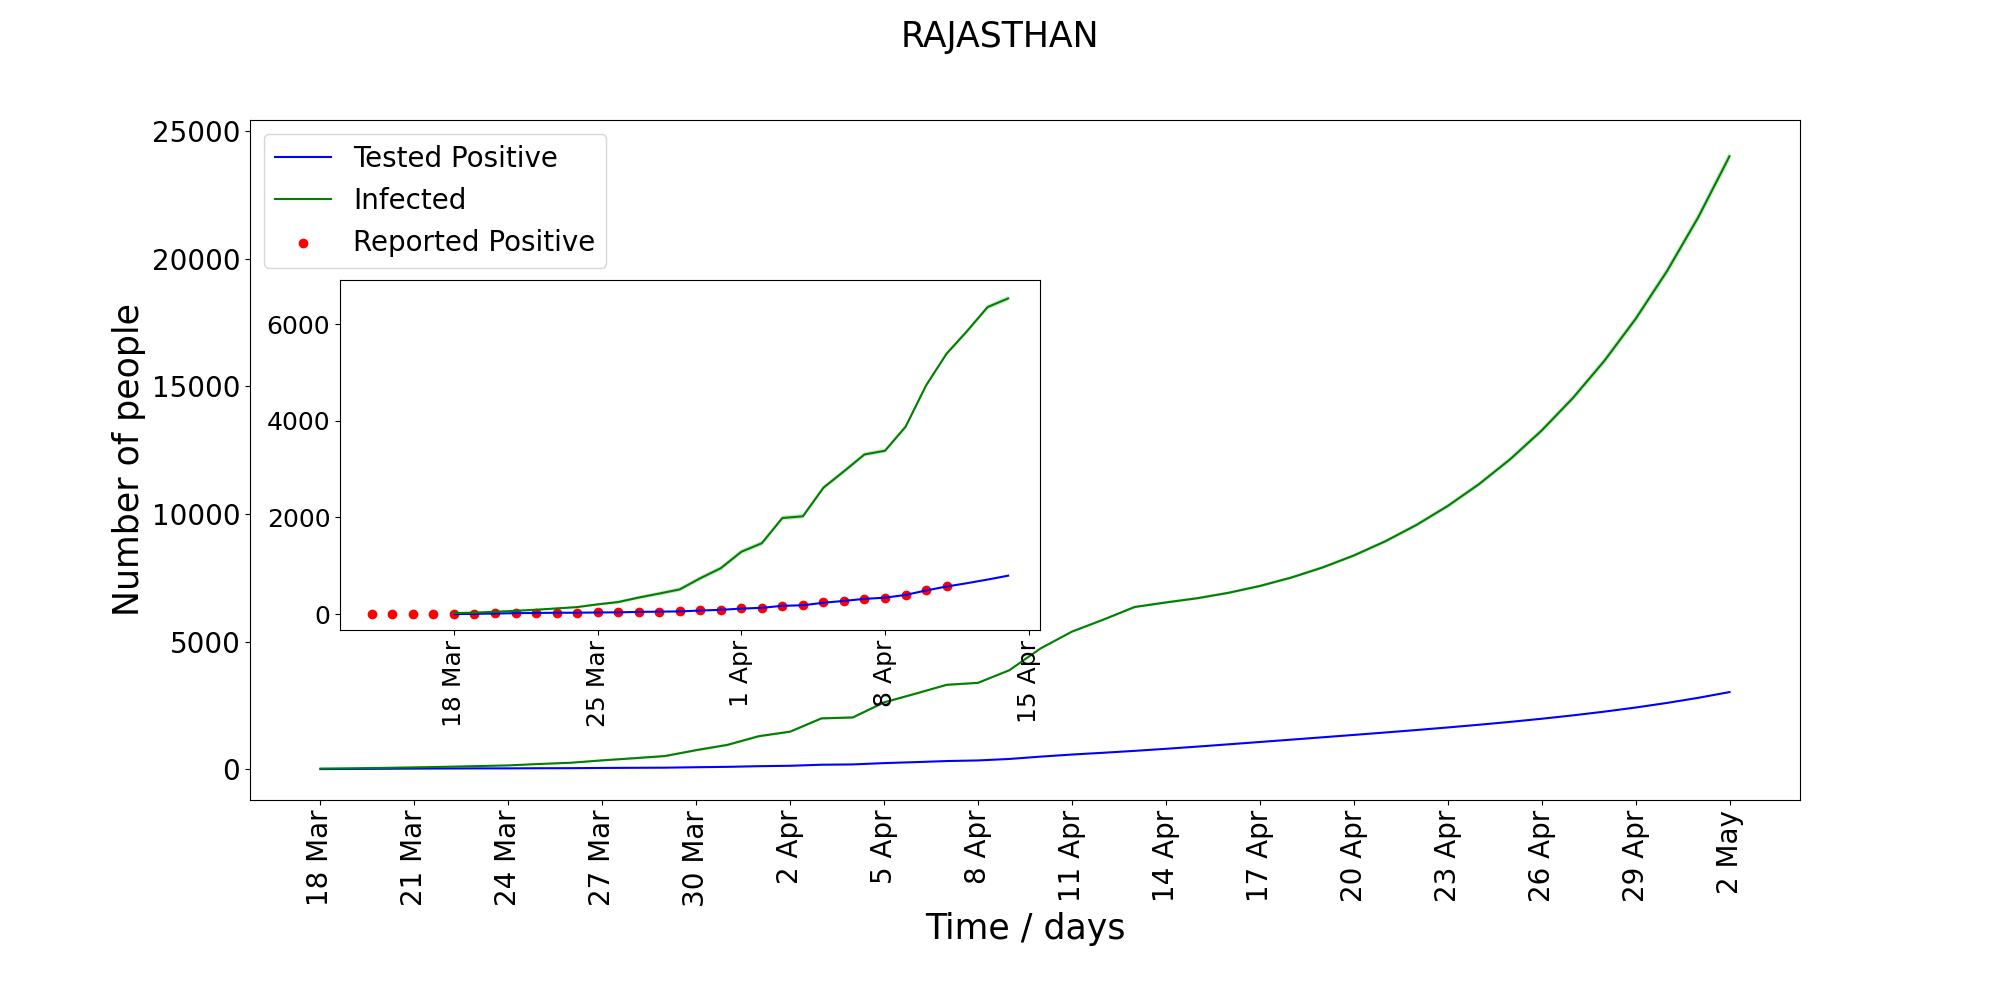 RAJASTHAN
25000
20000
15000
10000
5000
0
Number of people
Tested Positive
Infected
Reported Positive
6000
4000
2000
0
18 Mar
25 Mar
1 Apr
8 Apr
15 Apr
18 Mar
21 Mar
24 Mar
27 Mar
30 Mar
2 Apr
5 Apr
8 Apr
11 Apr
14 Apr
17 Apr
20 Apr
23 Apr
26 Apr
29 Apr
2 May
Time / days